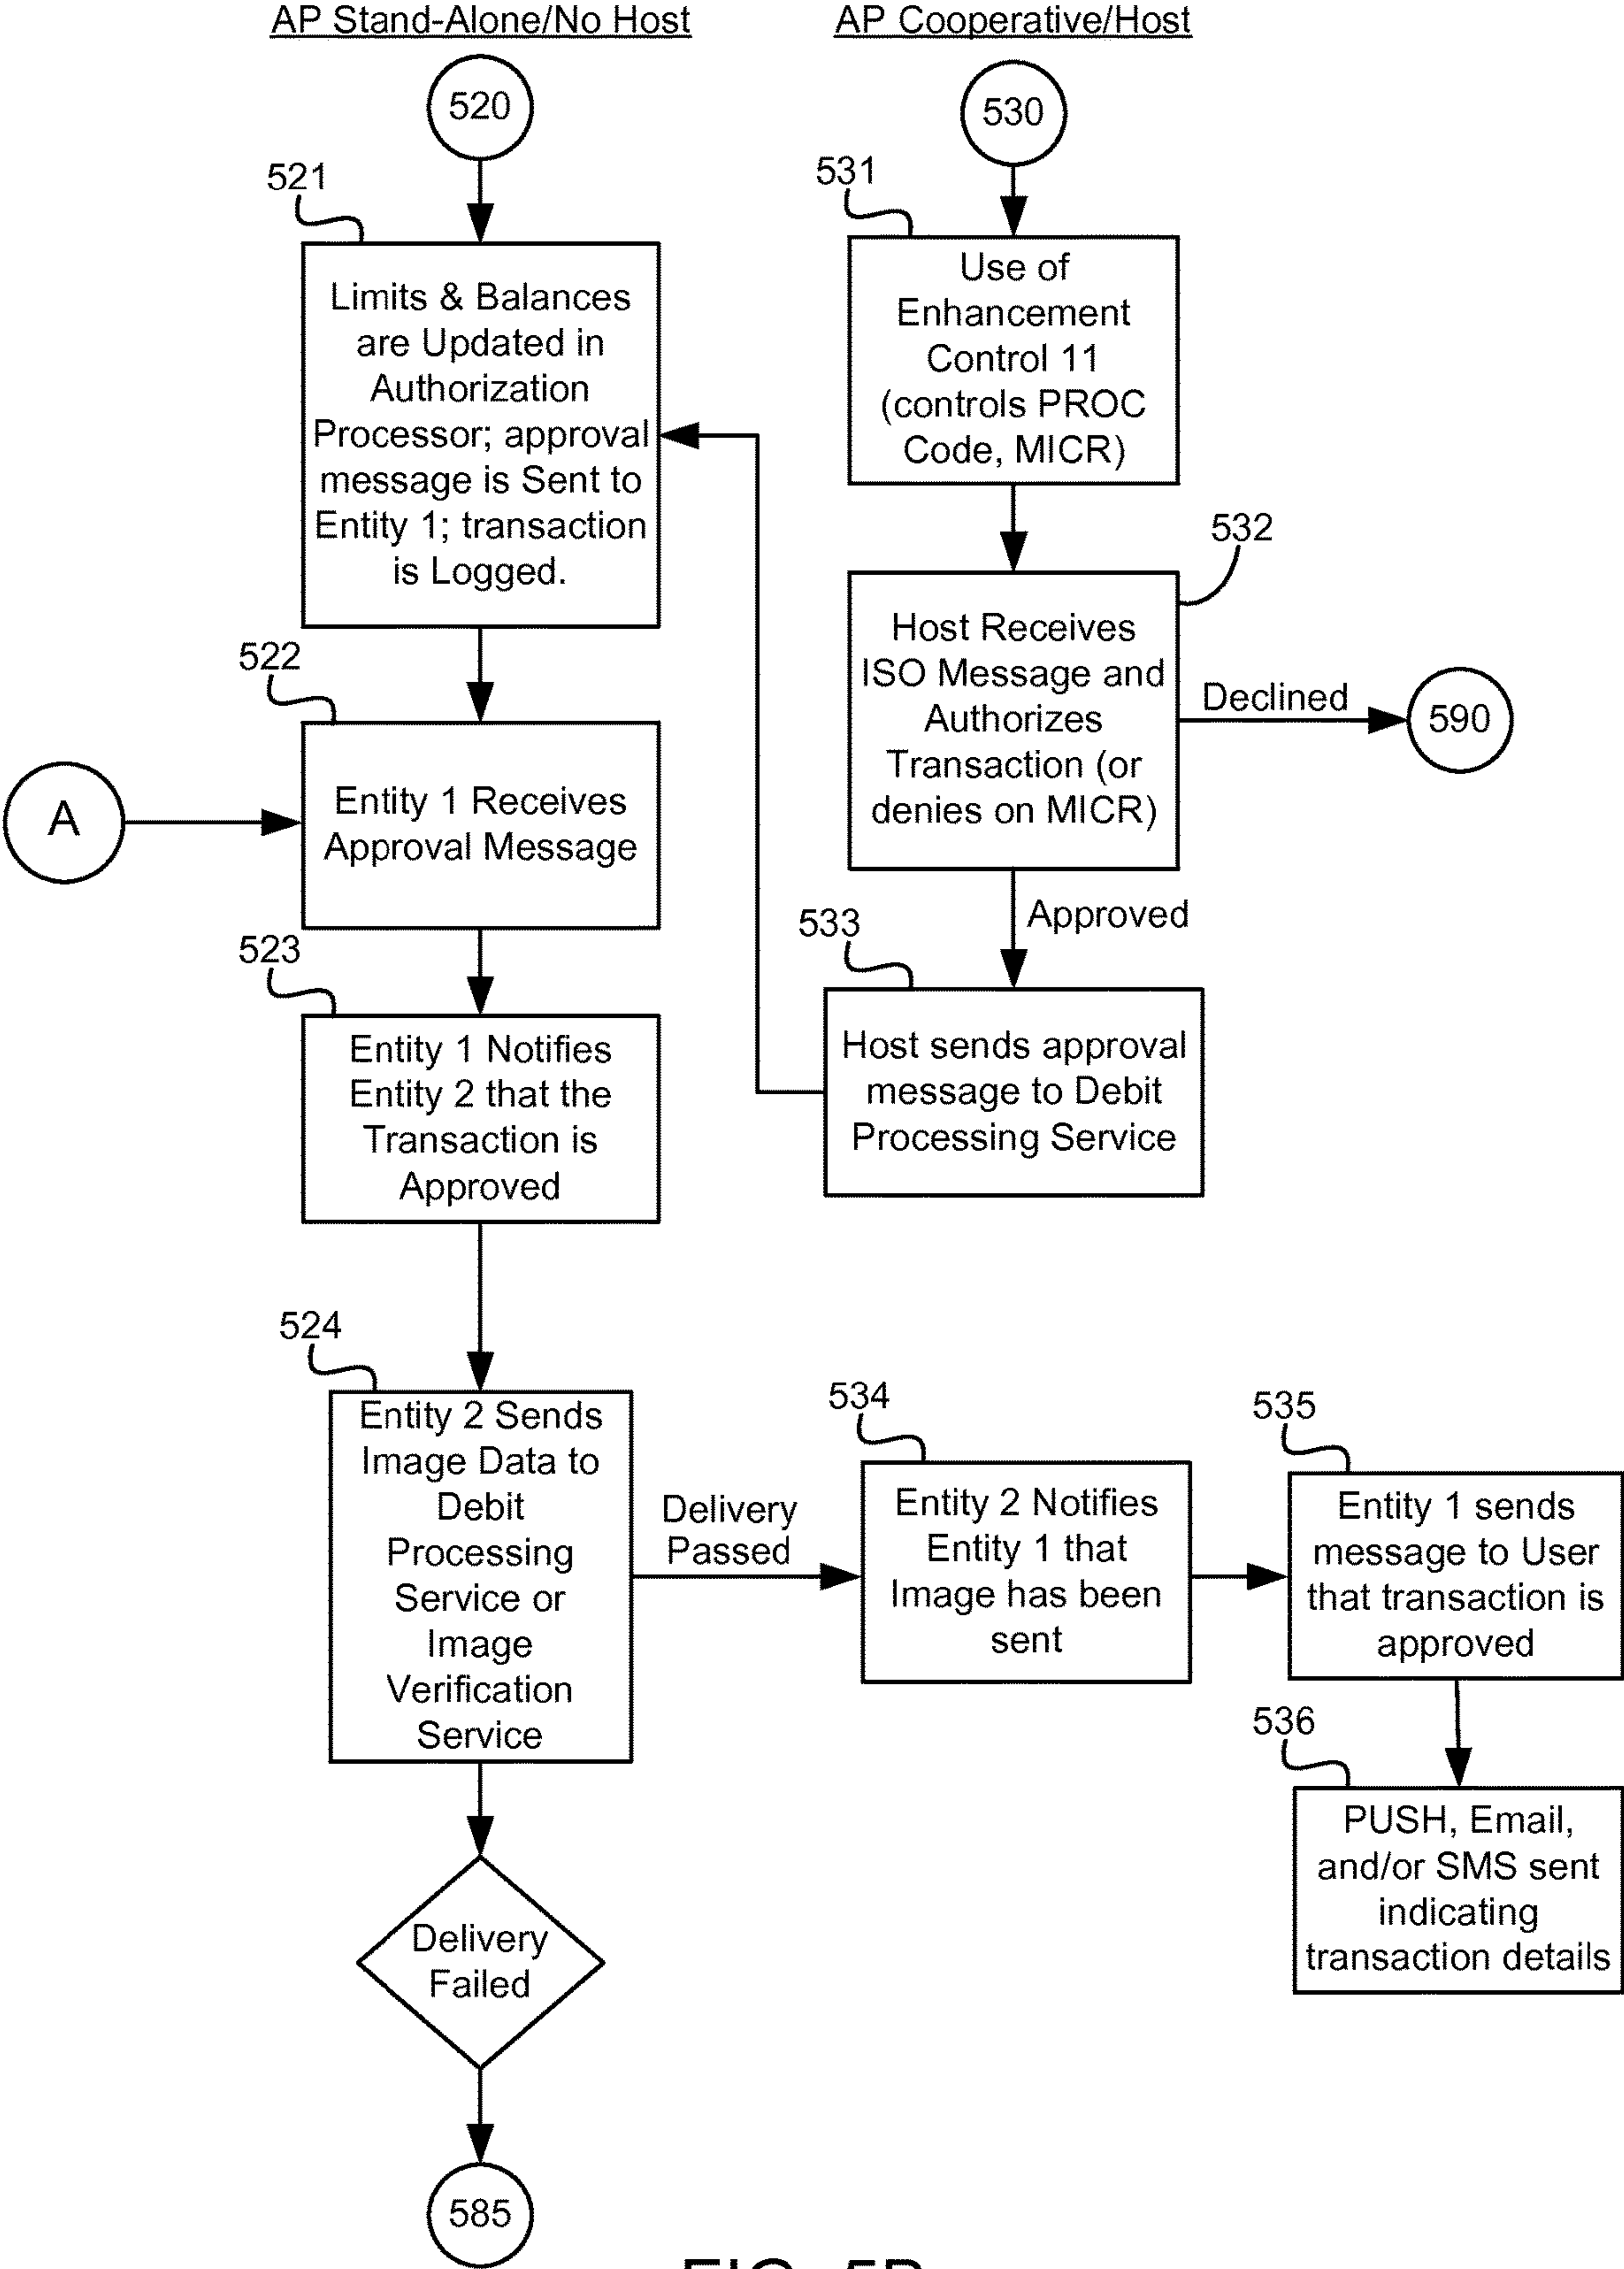 AP Stand-Alone/No Host
AP Cooperative/Host
520
530
521
531
Limits & Balances
are Updated in
Authorization
Processor; approval
message is Sent to
Entity 1; transaction
is Logged.
Use of
Enhancement
Control 11
(controls PROC
Code, MICR)
532
Host Receives
ISO Message and
Authorizes
Transaction (or
denies on MICR)
Declined
590
522
A
Entity 1 Receives
Approval Message
Approved
533
523
Entity 1 Notifies
Entity 2 that the
Transaction is
Approved
Host sends approval
message to Debit
Processing Service
524
Entity 2 Sends
Image Data to
Debit
Processing
Service or
Image
Verification
Service
Delivery
Passed
534
Entity 2 Notifies
Entity 1 that
Image has been
sent
535
Entity 1 sends
message to User
that transaction is
approved
536
PUSH, Email,
and/or SMS sent
indicating
transaction details
Delivery
Failed
585